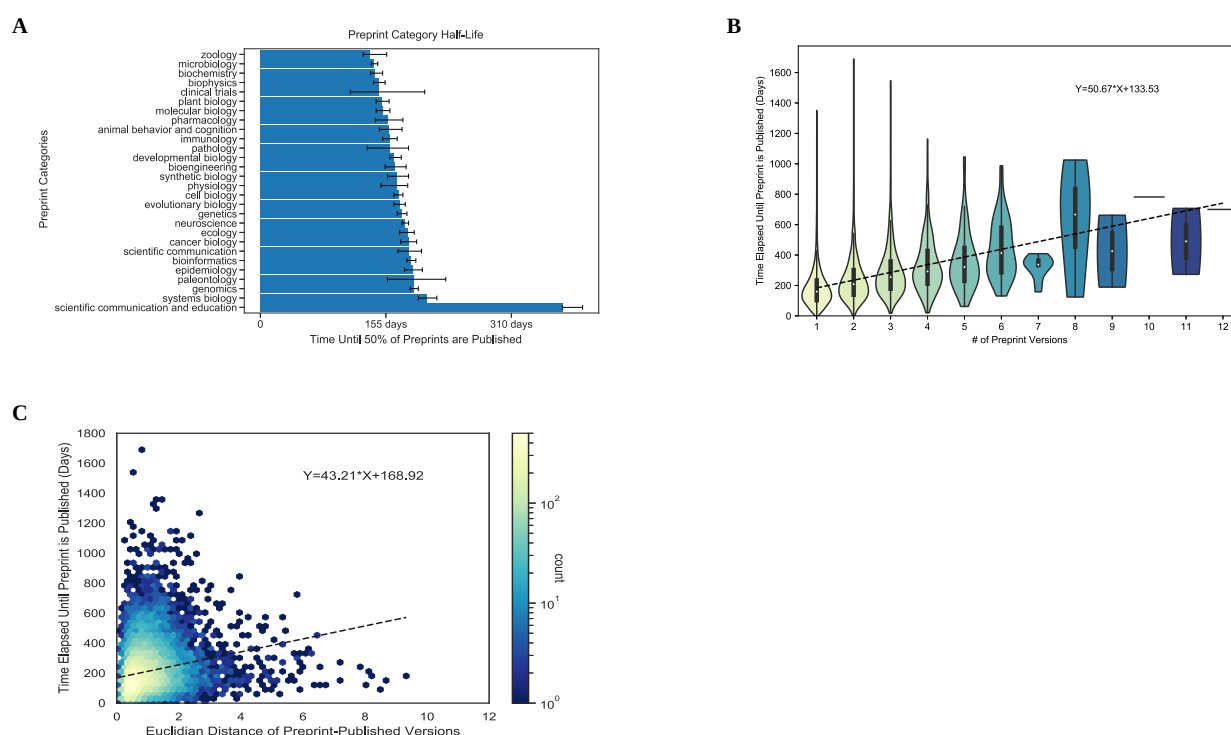 A
Preprint Category Half-Life
Preprint Categories
zoology
microbiology
biochemistry
biophysics
clinical trials
plant biology
molecular biology
pharmacology
animal behavior and cognition
immunology
pathology
developmental biology
bioengineering
synthetic biology
physiology
cell biology
evolutionary biology
genetics
neuroscience
ecology
cancer biology
scientific communication
bioinformatics
epidemiology
paleontology
genomics
systems biology
scientific communication and education
0 155 days 310 days
Time Until 50% of Preprints are Published
B
Time Elapsed Until Preprint is Published (Days)
1600
1400
1200
1000
800
600
400
200
0
Y=50.67*X+133.53
1 2 3 4 5 6 7 8 9 10 11 12
# of Preprint Versions
C
Time Elapsed Until Preprint is Published (Days)
1800
1600
1400
1200
1000
800
600
400
200
0
Y=43.21*X+168.92
0 2 4 6 8 10 12
Euclidian Distance of Preprint-Published Versions
10²
10¹
10⁰
count